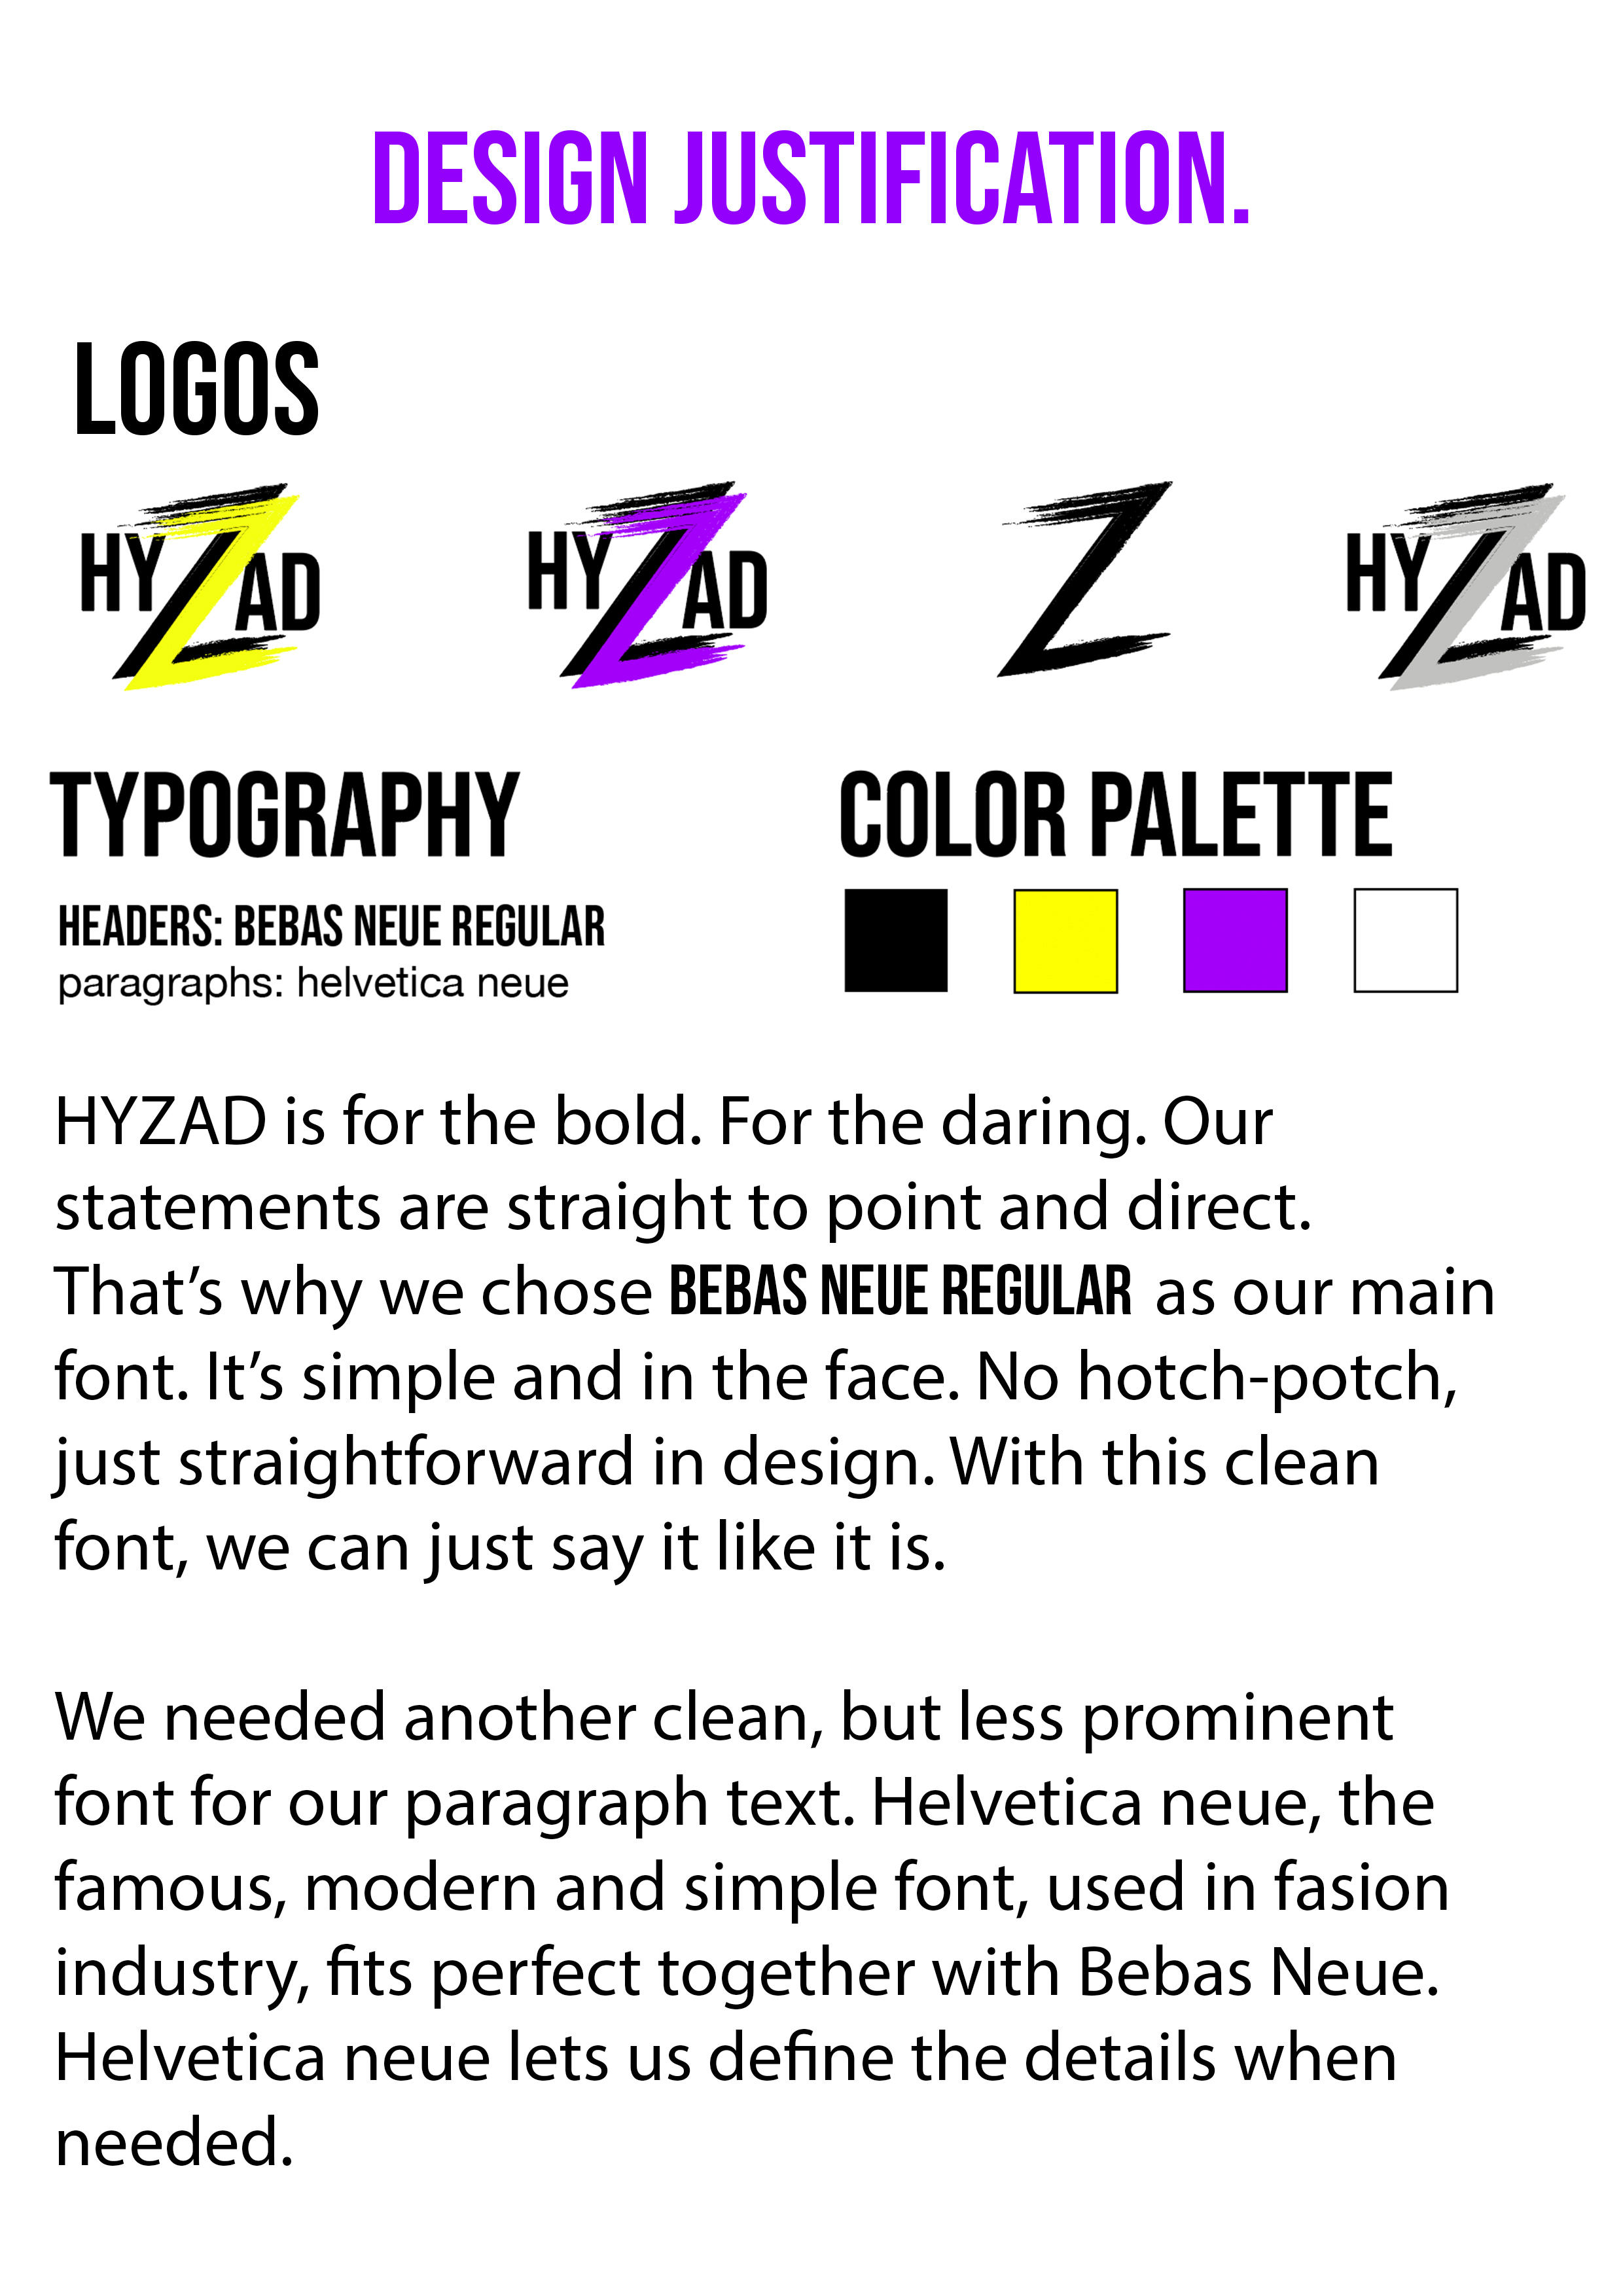 DESIGN JUSTIFICATION.
LOGOS
HYZAD
HYZAD
Z
HYZAD
TYPOGRAPHY
COLOR PALETTE
HEADERS: BEBAS NEUE REGULAR
paragraphs: helvetica neue
HYZAD is for the bold. For the daring. Our
statements are straight to point and direct.
That’s why we chose BEBAS NEUE REGULAR as our main
font. It’s simple and in the face. No hotch-potch,
just straightforward in design. With this clean
font, we can just say it like it is.
We needed another clean, but less prominent
font for our paragraph text. Helvetica neue, the
famous, modern and simple font, used in fasion
industry, fits perfect together with Bebas Neue.
Helvetica neue lets us define the details when
needed.